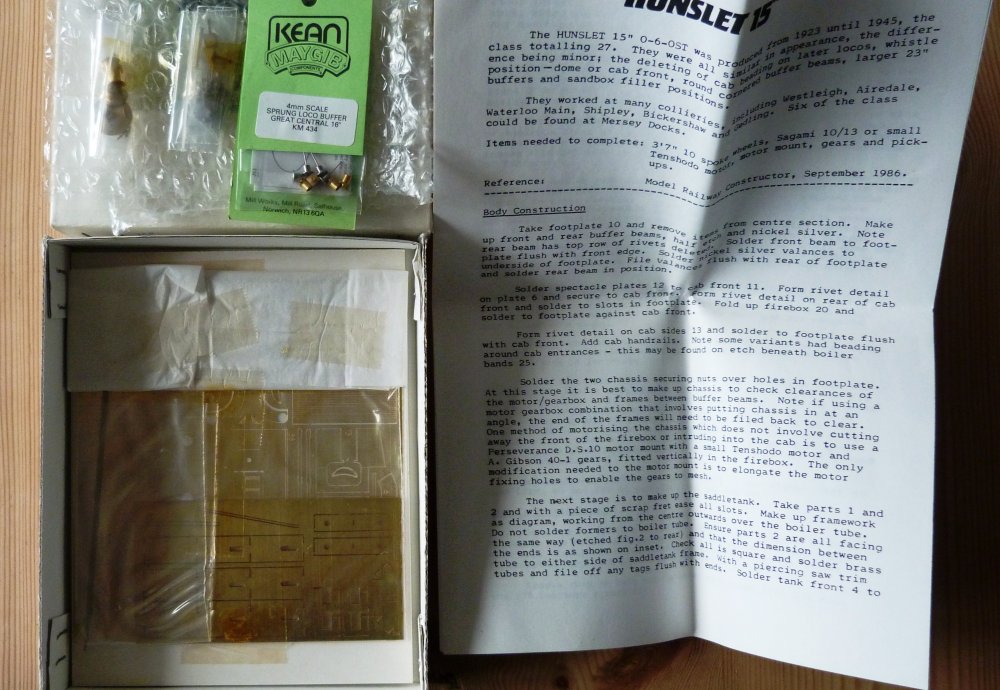 KEAN
MAYGIB
COMPONENTS
4mm SCALE
SPRUNG LOCO BUFFER
GREAT CENTRAL 16"
KM 434
Mill Works, Mill Road, Salhouse
Norwich, NR13 6QA
HUNSLET 15"
The HUNSLET 15" 0-6-0ST was produced from 1923 until 1945, the
class totalling 27. They were all similar in appearance, the differ-
ence being minor; the deleting of cab beading on later locos, whistle
position—dome or cab front, round cornered buffer beams, larger 23"
buffers and sandbox filler positions.
They worked at many collieries, including Westleigh, Airedale,
Waterloo Main, Shipley, Bickershaw and Gedling. Six of the class
could be found at Mersey Docks.
Items needed to complete: 3'7" 10 spoke wheels, Sagami 10/13 or small
Tenshodo motor, motor mount, gears and pick-
ups.
Reference: Model Railway Constructor, September 1986.
Body Construction
Take footplate 10 and remove items from centre section. Make
up front and rear buffer beams, half etch and nickel silver. Note
rear beam has top row of rivets deleted. Solder front beam to foot-
plate flush with front edge. Solder nickel silver valances to
underside of footplate. File valances flush with rear of footplate
and solder rear beam in position.
Solder spectacle plates 12 to cab front 11. Form rivet detail
on plate 6 and secure to cab front. Form rivet detail on rear of cab
front and solder to slots in footplate. Fold up firebox 20 and
solder to footplate against cab front.
Form rivet detail on cab sides 13 and solder to footplate flush
with cab front. Add cab handrails. Note some variants had beading
around cab entrances - this may be found on etch beneath boiler
bands 25.
Solder the two chassis securing nuts over holes in footplate.
At this stage it is best to make up chassis to check clearances of
the motor/gearbox and frames between buffer beams. Note if using a
motor gearbox combination that involves putting chassis in at an
angle, the end of the frames will need to be filed back to clear.
One method of motorising the chassis which does not involve cutting
away the front of the firebox or intruding into the cab is to use a
Perseverance D.S.10 motor mount with a small Tenshodo motor and
A. Gibson 40-1 gears, fitted vertically in the firebox. The only
modification needed to the motor mount is to elongate the motor
fixing holes to enable the gears to mesh.
The next stage is to make up the saddletank. Take parts 1 and
2 and with a piece of scrap fret ease all slots. Make up framework
as diagram, working from the centre outwards over the boiler tube.
Do not solder formers to boiler tube. Ensure parts 2 are all facing
the same way (etched fig.2 to rear) and that the dimension between
the ends is as shown on inset. Check all is square and solder brass
tube to either side of saddletank frame. With a piercing saw trim
tubes and file off any tags flush with ends. Solder tank front 4 to